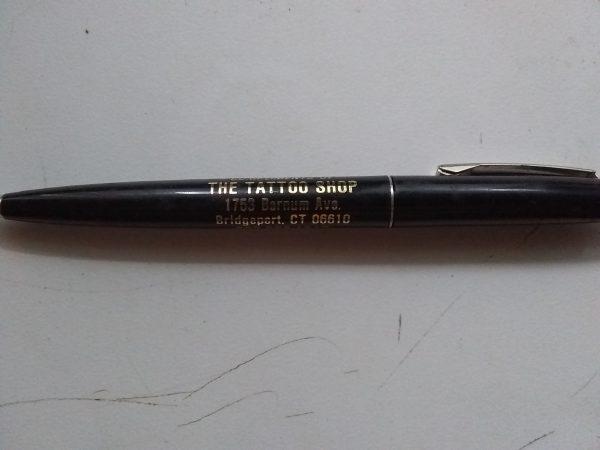 THE TATTOO SHOP
1753 Barnum Ave.
Bridgeport, CT 06610